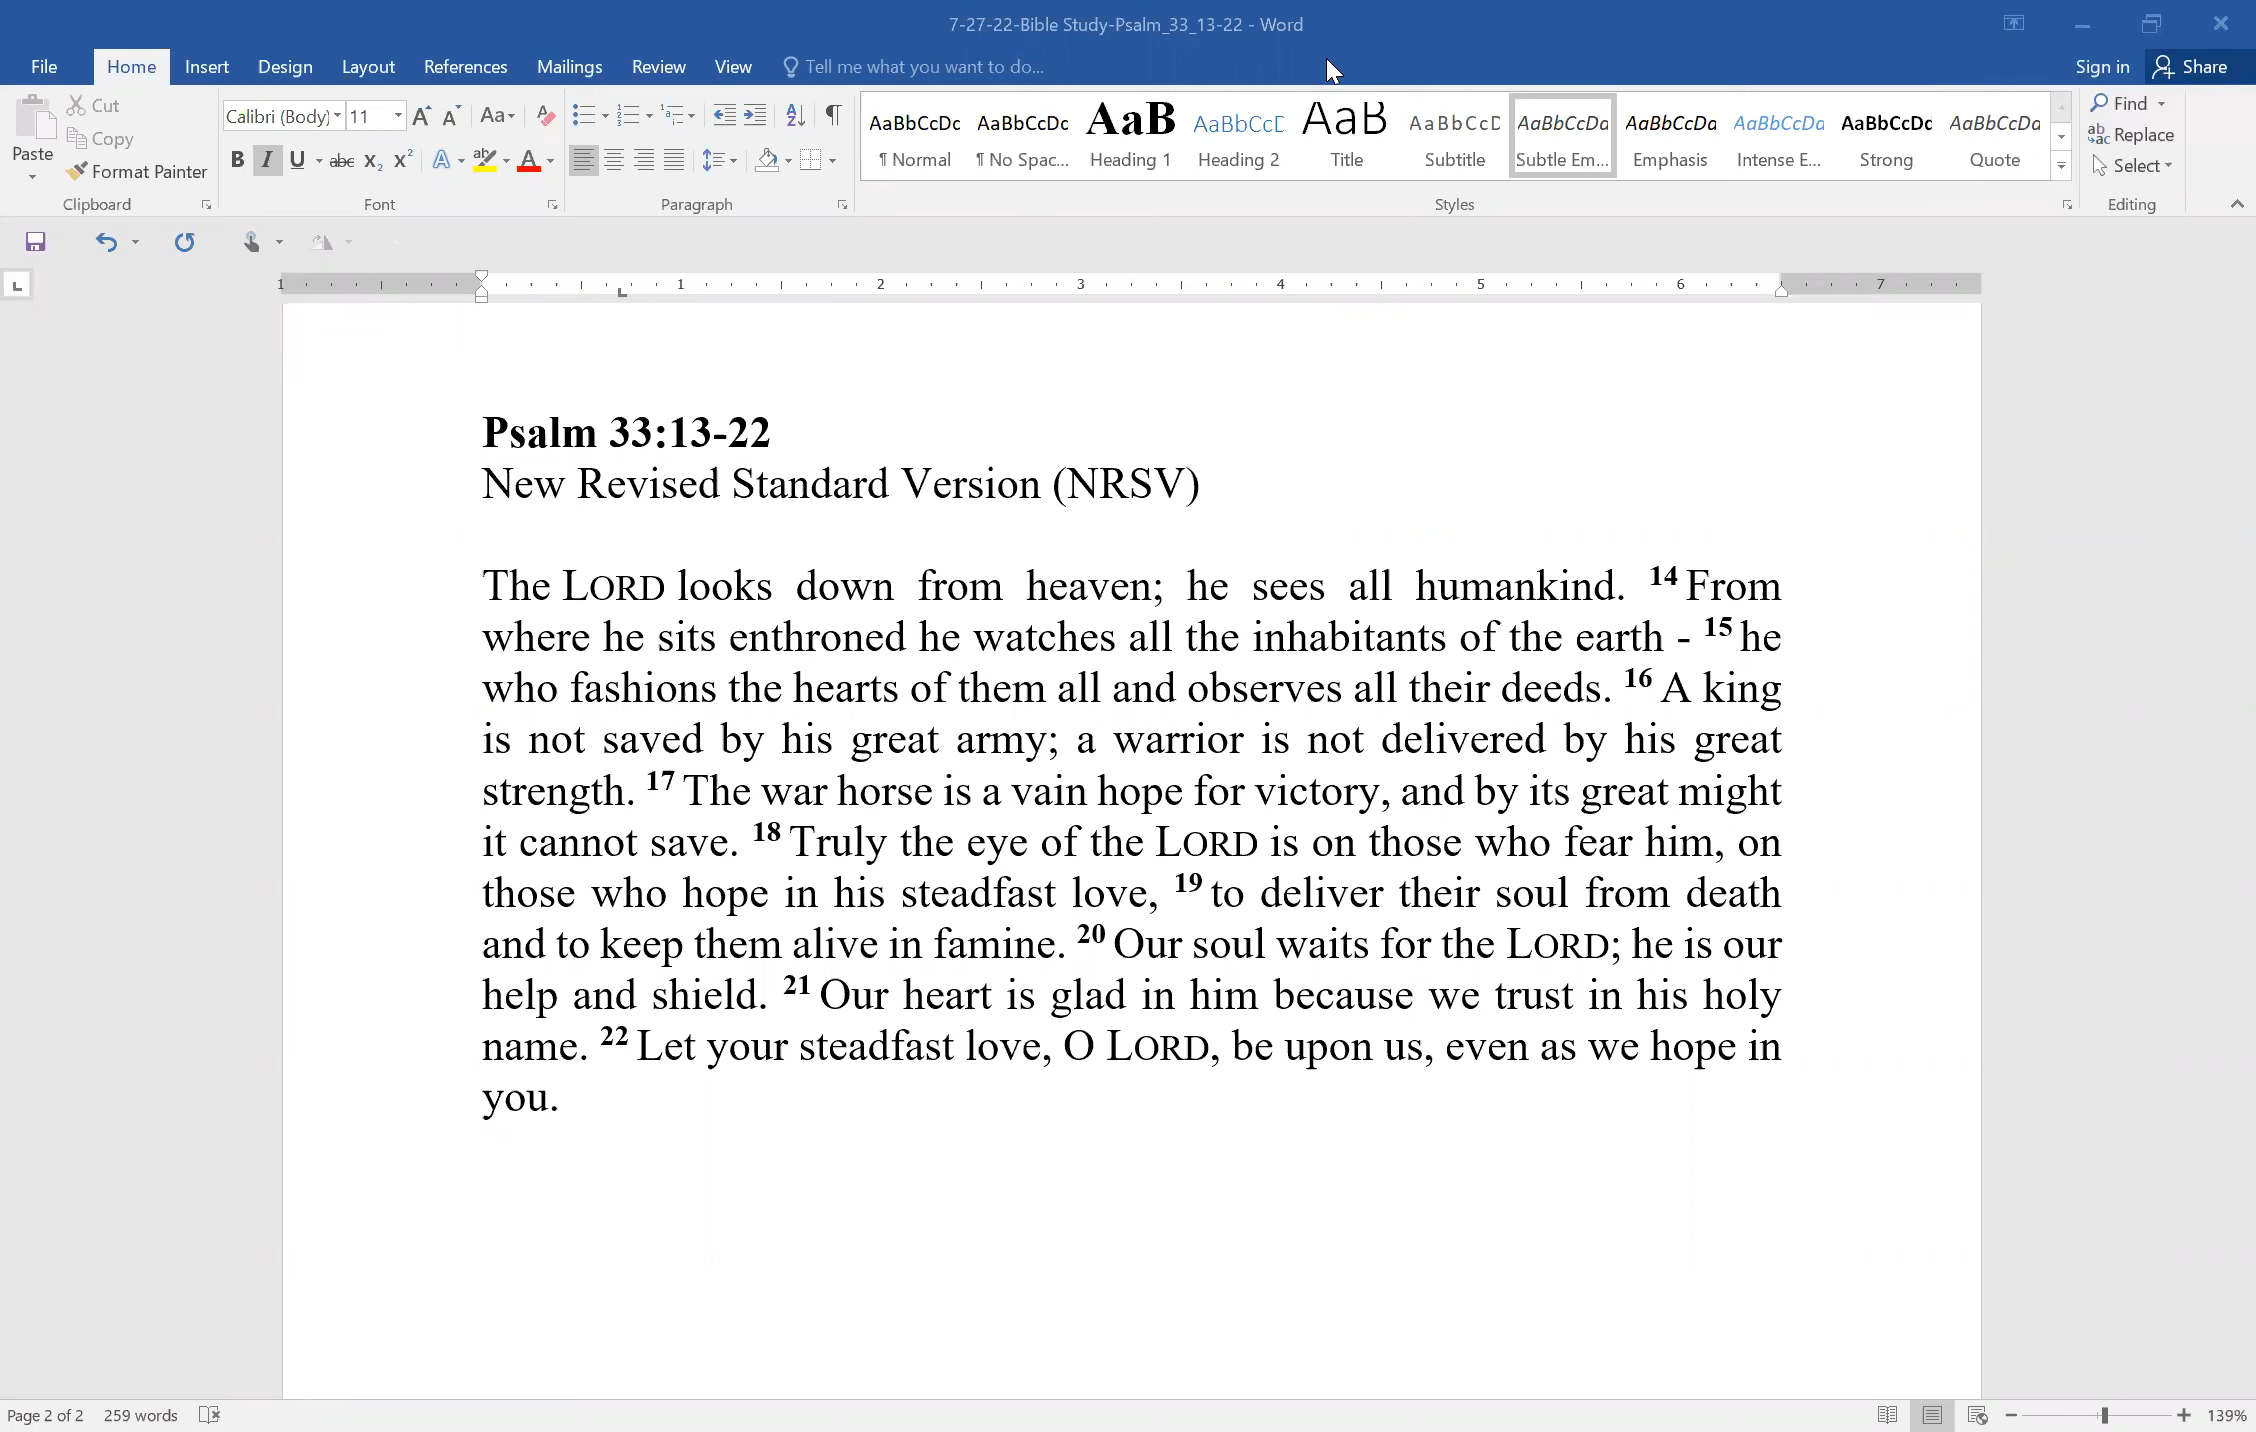 7-27-22-Bible Study-Psalm_33_13-22 - Word
File Home Insert Design Layout References Mailings Review View Tell me what you want to do... Sign in Share
Paste
Cut
Copy
Format Painter
Clipboard
Calibri (Body) 11
Font
Paragraph
AaBbCcDc AaBbCcDc AaB AaBbCcD AaB AaBbCcD AaBbCcDa AaBbCcDa AaBbCcDa AaBbCcDc AaBbCcDa
¶ Normal ¶ No Spac... Heading 1 Heading 2 Title Subtitle Subtle Em... Emphasis Intense E... Strong Quote
Styles
Find
Replace
Select
Editing
1 1 2 3 4 5 6 7
Psalm 33:13-22
New Revised Standard Version (NRSV)
The LORD looks down from heaven; he sees all humankind. 14 From
where he sits enthroned he watches all the inhabitants of the earth - 15 he
who fashions the hearts of them all and observes all their deeds. 16 A king
is not saved by his great army; a warrior is not delivered by his great
strength. 17 The war horse is a vain hope for victory, and by its great might
it cannot save. 18 Truly the eye of the LORD is on those who fear him, on
those who hope in his steadfast love, 19 to deliver their soul from death
and to keep them alive in famine. 20 Our soul waits for the LORD; he is our
help and shield. 21 Our heart is glad in him because we trust in his holy
name. 22 Let your steadfast love, O LORD, be upon us, even as we hope in
you.
Page 2 of 2 259 words 139%